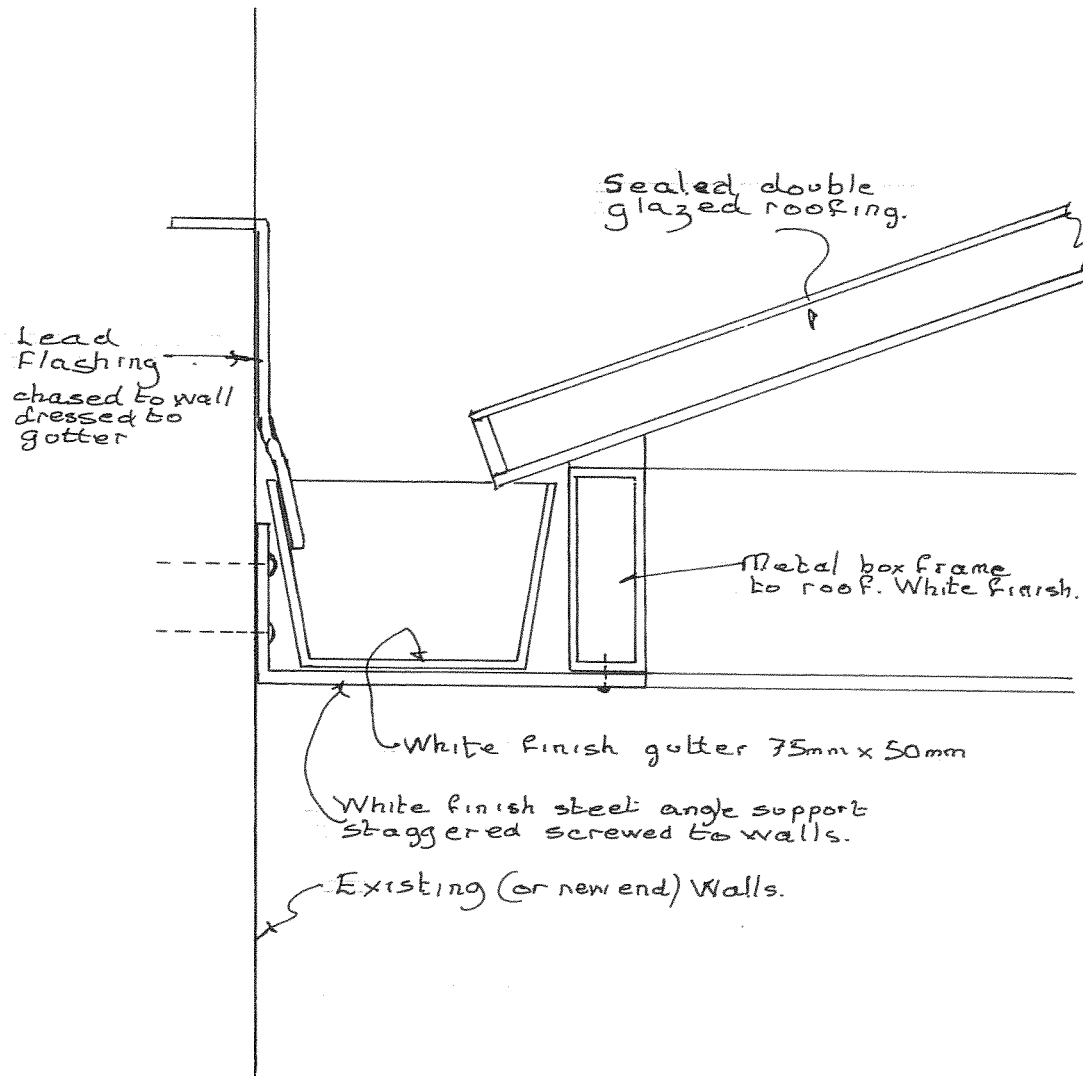 Sealed double
glazed roofing.
Lead
Flashing
chased to wall
dressed to
gutter
Metal box frame
to roof. White finish.
White finish gutter 75mm x 50mm
White finish steel angle support
staggered screwed to walls.
Existing (or new end) Walls.